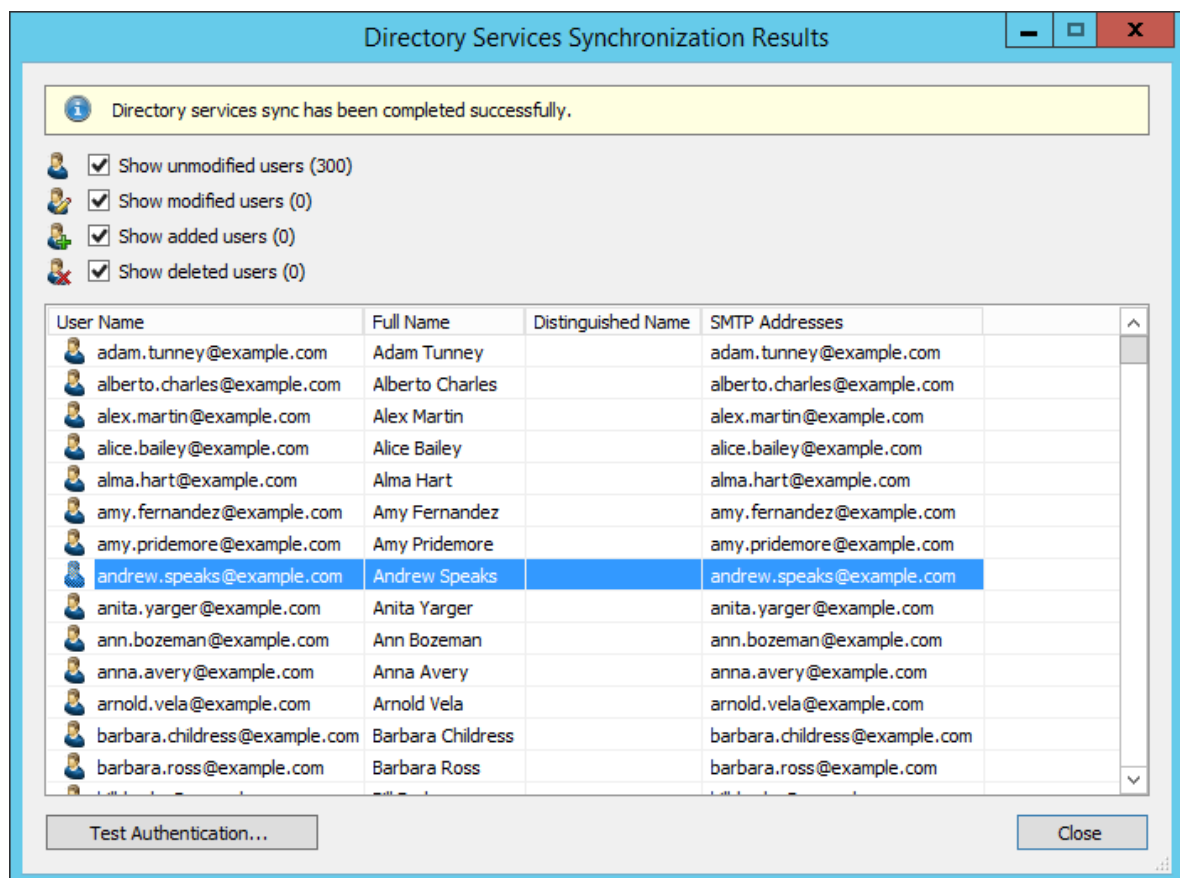 Directory Services Synchronization Results
Directory services sync has been completed successfully.
Show unmodified users (300)
Show modified users (0)
Show added users (0)
Show deleted users (0)
User Name Full Name Distinguished Name SMTP Addresses
adam.tunney@example.com Adam Tunney adam.tunney@example.com
alberto.charles@example.com Alberto Charles alberto.charles@example.com
alex.martin@example.com Alex Martin alex.martin@example.com
alice.bailey@example.com Alice Bailey alice.bailey@example.com
alma.hart@example.com Alma Hart alma.hart@example.com
amy.fernandez@example.com Amy Fernandez amy.fernandez@example.com
amy.pridemore@example.com Amy Pridemore amy.pridemore@example.com
andrew.speaks@example.com Andrew Speaks andrew.speaks@example.com
anita.yarger@example.com Anita Yarger anita.yarger@example.com
ann.bozeman@example.com Ann Bozeman ann.bozeman@example.com
anna.avery@example.com Anna Avery anna.avery@example.com
arnold.vela@example.com Arnold Vela arnold.vela@example.com
barbara.childress@example.com Barbara Childress barbara.childress@example.com
barbara.ross@example.com Barbara Ross barbara.ross@example.com
Test Authentication... Close